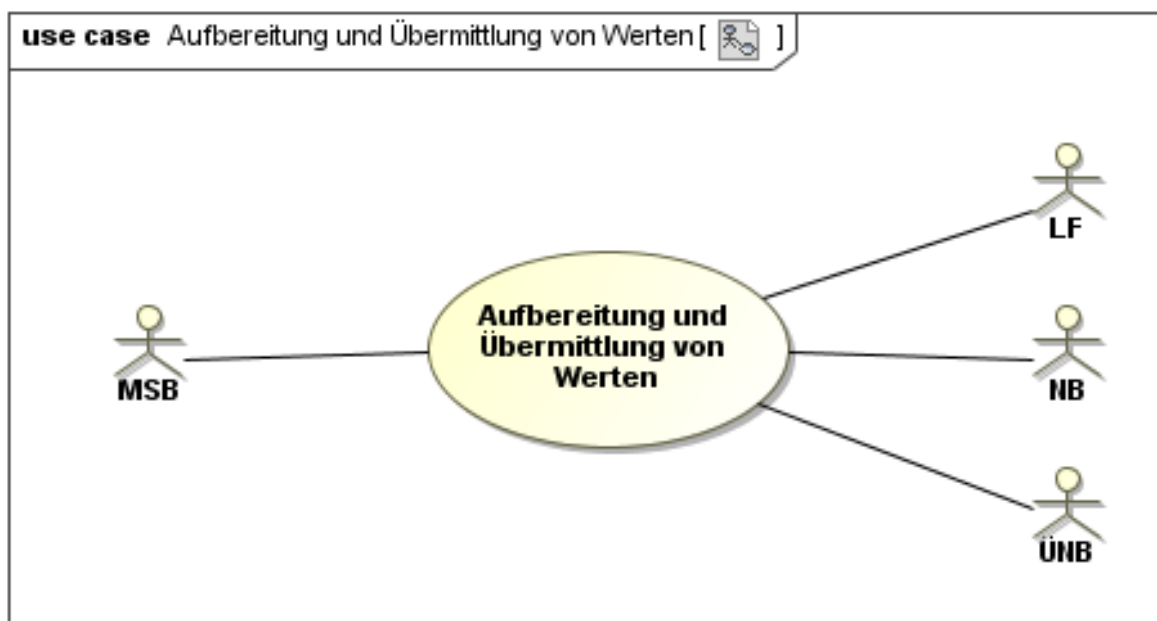 use case Aufbereitung und Übermittlung von Werten [ ]
LF
Aufbereitung und
Übermittlung von
Werten
MSB
NB
ÜNB